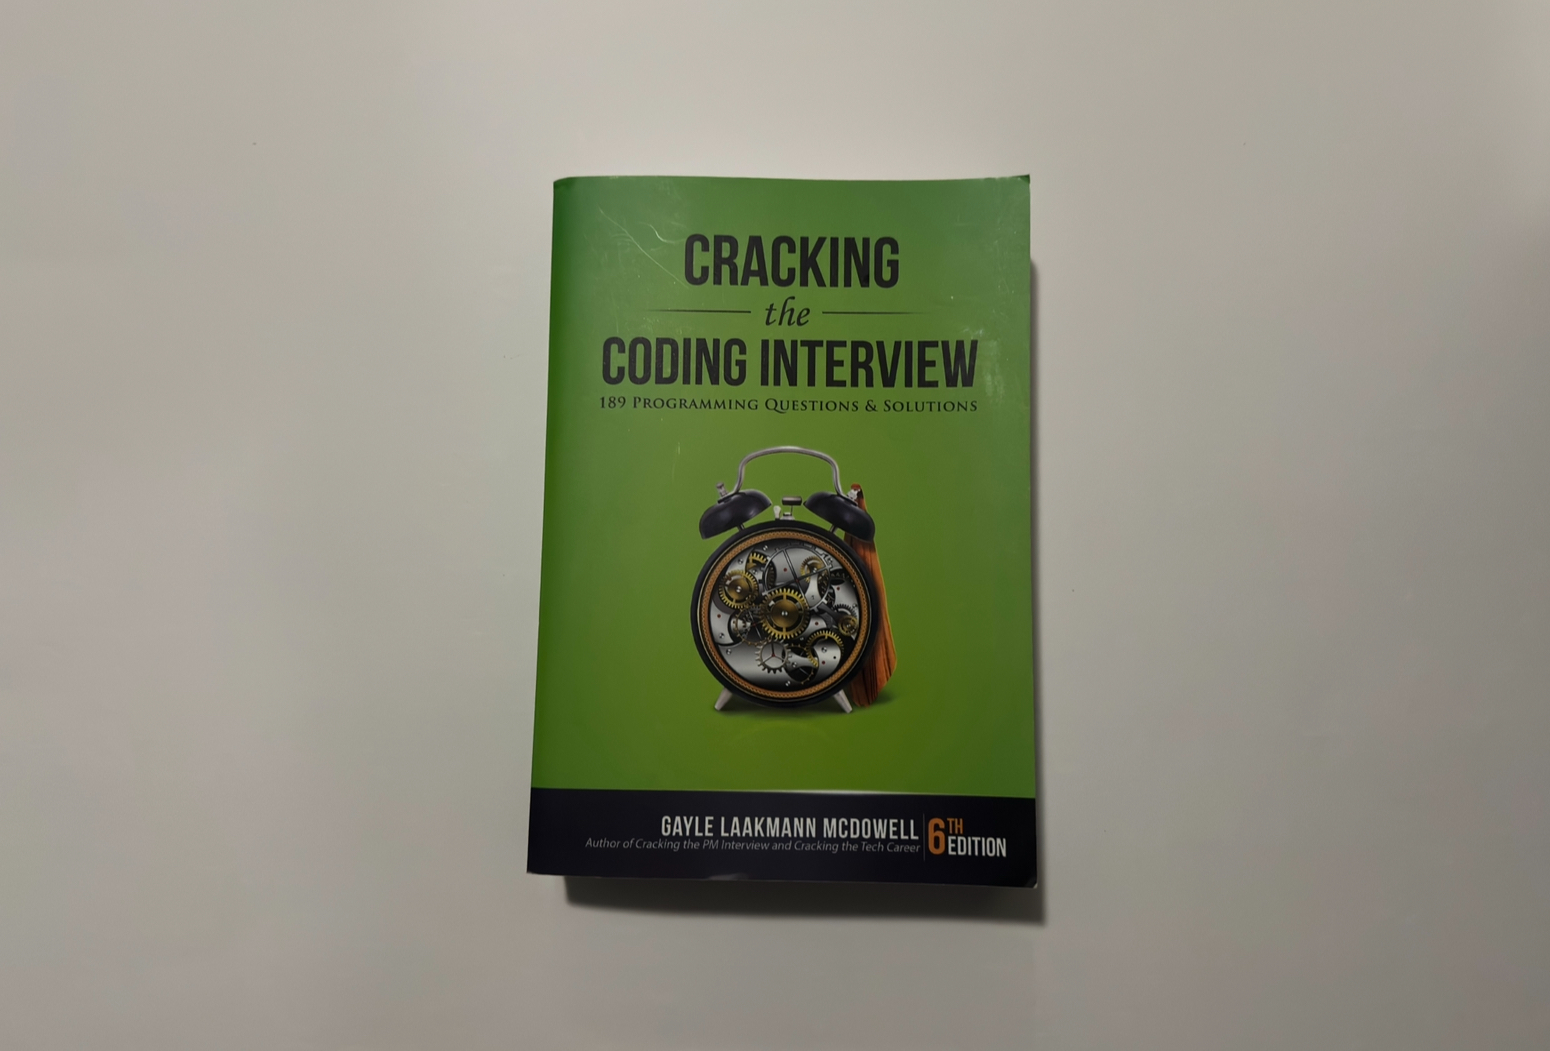 CRACKING
the
CODING INTERVIEW
189 PROGRAMMING QUESTIONS & SOLUTIONS
GAYLE LAAKMANN MCDOWELL
Author of Cracking the PM Interview and Cracking the Tech Career
6TH
EDITION